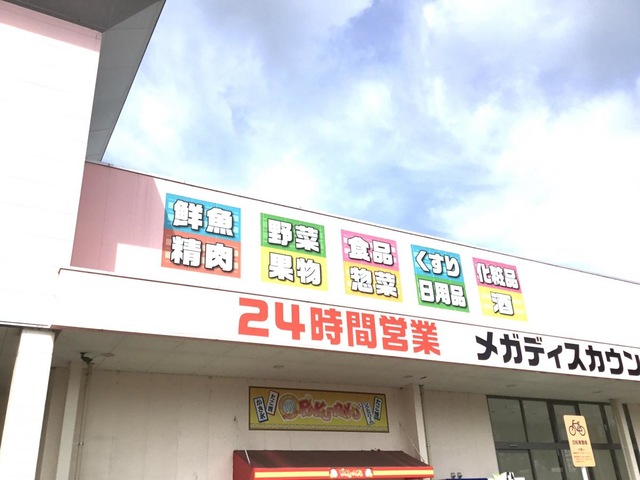 鮮魚
精肉
野菜
果物
食品
惣菜
くすり
日用品
化粧品
酒
24時間営業
メガディスカウン